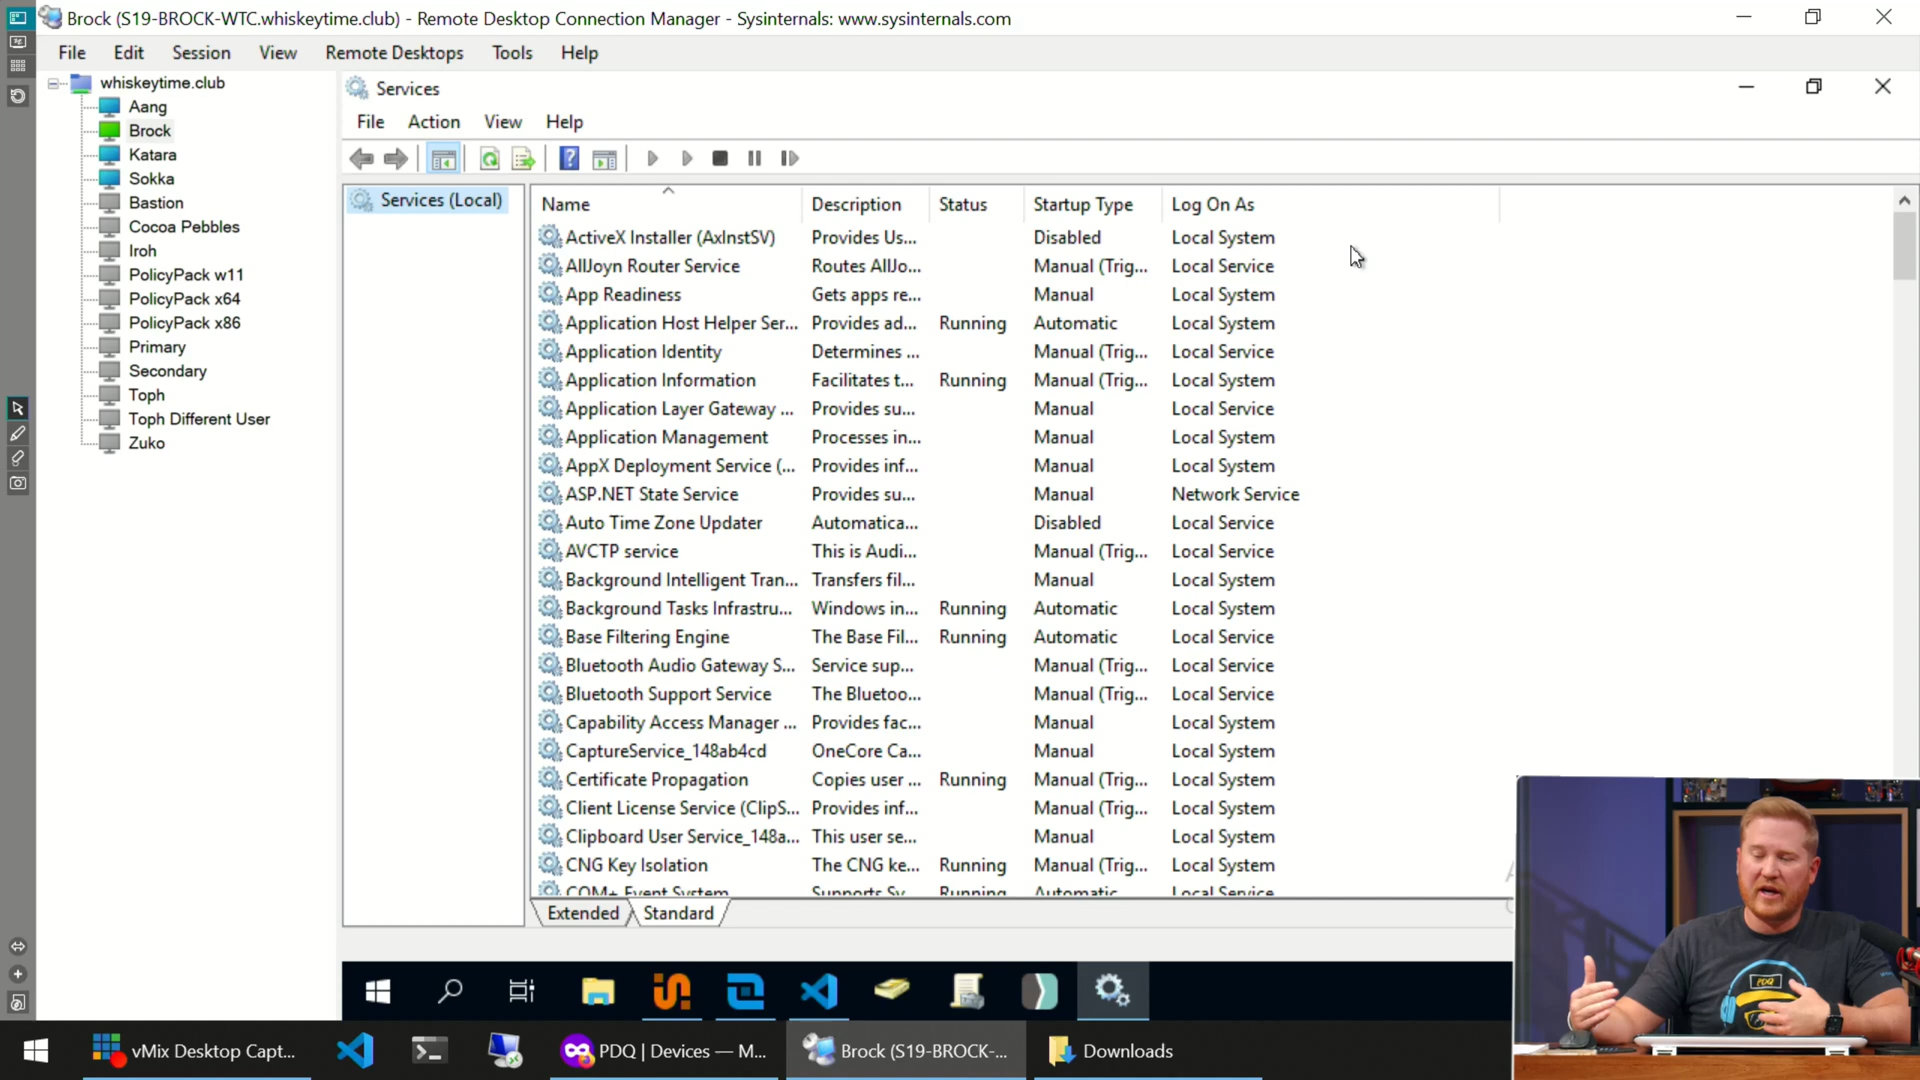 Brock (S19-BROCK-WTC.whiskeytime.club) - Remote Desktop Connection Manager - Sysinternals: www.sysinternals.com
File Edit Session View Remote Desktops Tools Help
whiskeytime.club
Aang
Brock
Katara
Sokka
Bastion
Cocoa Pebbles
Iroh
PolicyPack w11
PolicyPack x64
PolicyPack x86
Primary
Secondary
Toph
Toph Different User
Zuko
Services
File Action View Help
Services (Local)
Name Description Status Startup Type Log On As
ActiveX Installer (AxInstSV) Provides Us... Disabled Local System
AllJoyn Router Service Routes AllJo... Manual (Trig... Local Service
App Readiness Gets apps re... Manual Local System
Application Host Helper Ser... Provides ad... Running Automatic Local System
Application Identity Determines ... Manual (Trig... Local Service
Application Information Facilitates t... Running Manual (Trig... Local System
Application Layer Gateway ... Provides su... Manual Local Service
Application Management Processes in... Manual Local System
AppX Deployment Service (... Provides inf... Manual Local System
ASP.NET State Service Provides su... Manual Network Service
Auto Time Zone Updater Automatica... Disabled Local Service
AVCTP service This is Audi... Manual (Trig... Local Service
Background Intelligent Tran... Transfers fil... Manual Local System
Background Tasks Infrastru... Windows in... Running Automatic Local System
Base Filtering Engine The Base Fil... Running Automatic Local Service
Bluetooth Audio Gateway S... Service sup... Manual (Trig... Local Service
Bluetooth Support Service The Bluetoo... Manual (Trig... Local Service
Capability Access Manager ... Provides fac... Manual Local System
CaptureService_148ab4cd OneCore Ca... Manual Local System
Certificate Propagation Copies user ... Running Manual (Trig... Local System
Client License Service (ClipS... Provides inf... Manual (Trig... Local System
Clipboard User Service_148a... This user se... Manual Local System
CNG Key Isolation The CNG ke... Running Manual (Trig... Local System
COM+ Event System Supports Sy... Running Automatic Local Service
Extended Standard
PDQ
vMix Desktop Capt... PDQ | Devices — M... Brock (S19-BROCK-... Downloads